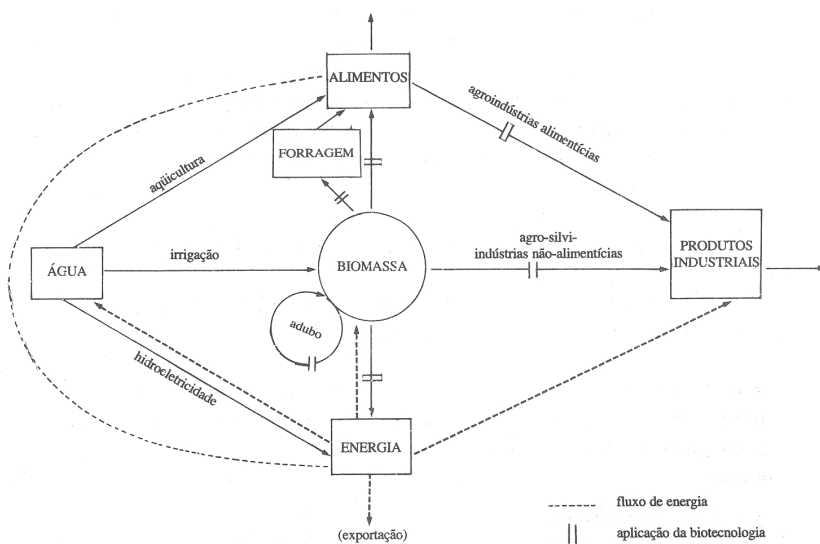 ALIMENTOS
agroindústrias alimentícias
FORRAGEM
aqüicultura
agro-silvi-
indústrias não-alimentícias
PRODUTOS
INDUSTRIAIS
irrigação
ÁGUA
BIOMASSA
adubo
hidroeletricidade
ENERGIA
fluxo de energia
(exportação)
aplicação da biotecnologia